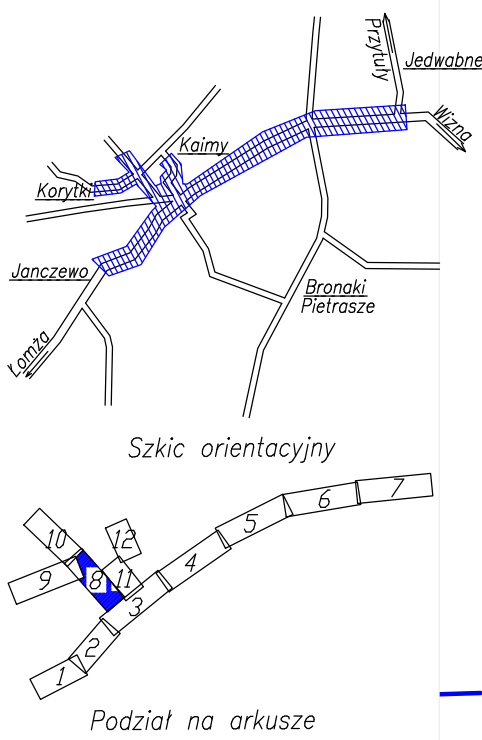 Przytuły
Jedwabne
Wizna
Kaimy
Korytki
Janczewo
Bronaki
Pietrasze
Łomża
Szkic orientacyjny
7
6
5
10
12
4
9
8
11
3
2
1
Podział na arkusze